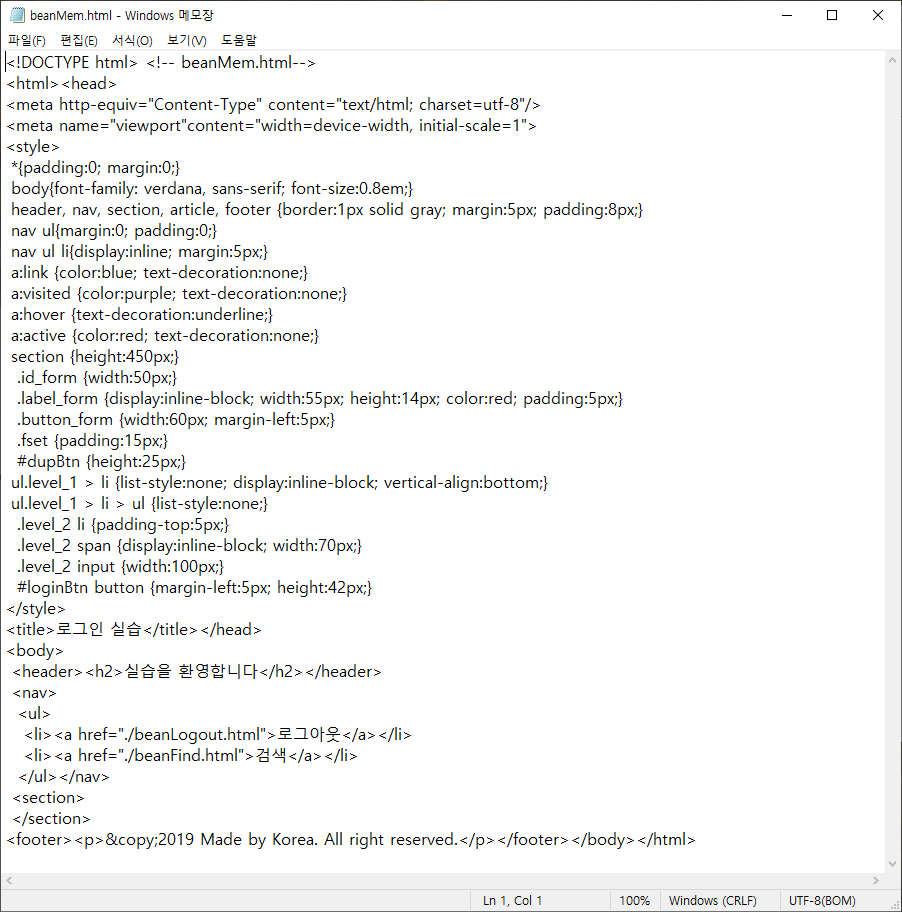 beanMem.html - Windows 메모장
파일(F) 편집(E) 서식(O) 보기(V) 도움말
<!DOCTYPE html> <!-- beanMem.html-->
<html><head>
<meta http-equiv="Content-Type" content="text/html; charset=utf-8"/>
<meta name="viewport"content="width=device-width, initial-scale=1">
<style>
*{padding:0; margin:0;}
body{font-family: verdana, sans-serif; font-size:0.8em;}
header, nav, section, article, footer {border:1px solid gray; margin:5px; padding:8px;}
nav ul{margin:0; padding:0;}
nav ul li{display:inline; margin:5px;}
a:link {color:blue; text-decoration:none;}
a:visited {color:purple; text-decoration:none;}
a:hover {text-decoration:underline;}
a:active {color:red; text-decoration:none;}
section {height:450px;}
.id_form {width:50px;}
.label_form {display:inline-block; width:55px; height:14px; color:red; padding:5px;}
.button_form {width:60px; margin-left:5px;}
.fset {padding:15px;}
#dupBtn {height:25px;}
ul.level_1 > li {list-style:none; display:inline-block; vertical-align:bottom;}
ul.level_1 > li > ul {list-style:none;}
.level_2 li {padding-top:5px;}
.level_2 span {display:inline-block; width:70px;}
.level_2 input {width:100px;}
#loginBtn button {margin-left:5px; height:42px;}
</style>
<title>로그인 실습</title></head>
<body>
<header><h2>실습을 환영합니다</h2></header>
<nav>
<ul>
<li><a href="./beanLogout.html">로그아웃</a></li>
<li><a href="./beanFind.html">검색</a></li>
</ul></nav>
<section>
</section>
<footer><p>&copy;2019 Made by Korea. All right reserved.</p></footer></body></html>
Ln 1, Col 1 100% Windows (CRLF) UTF-8(BOM)